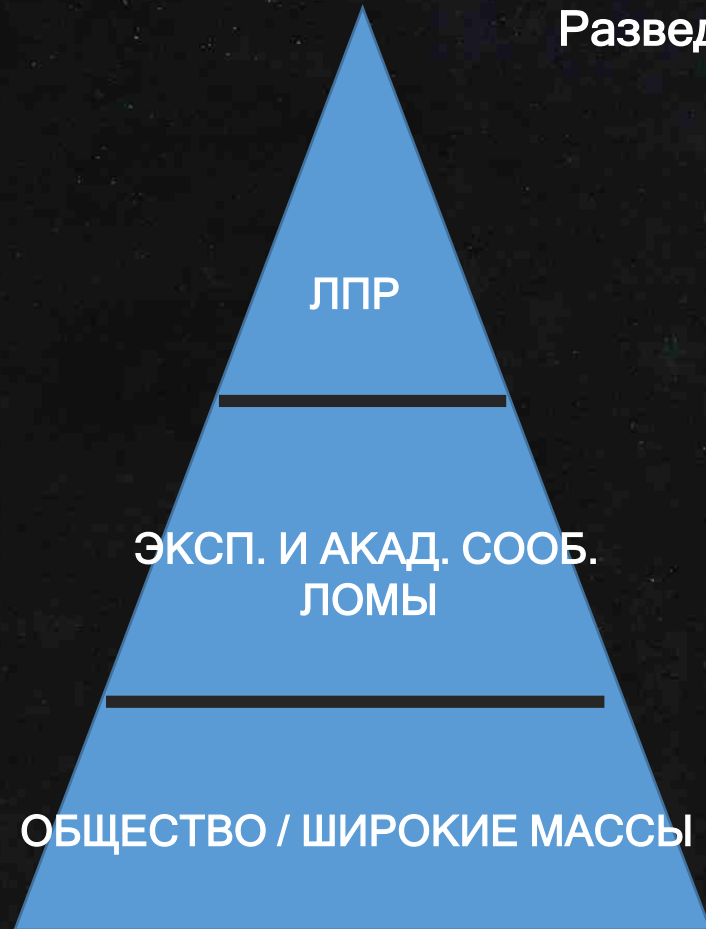 Развед
ЛПР
ЭКСП. И АКАД. СООБ.
ЛОМЫ
ОБЩЕСТВО / ШИРОКИЕ МАССЫ